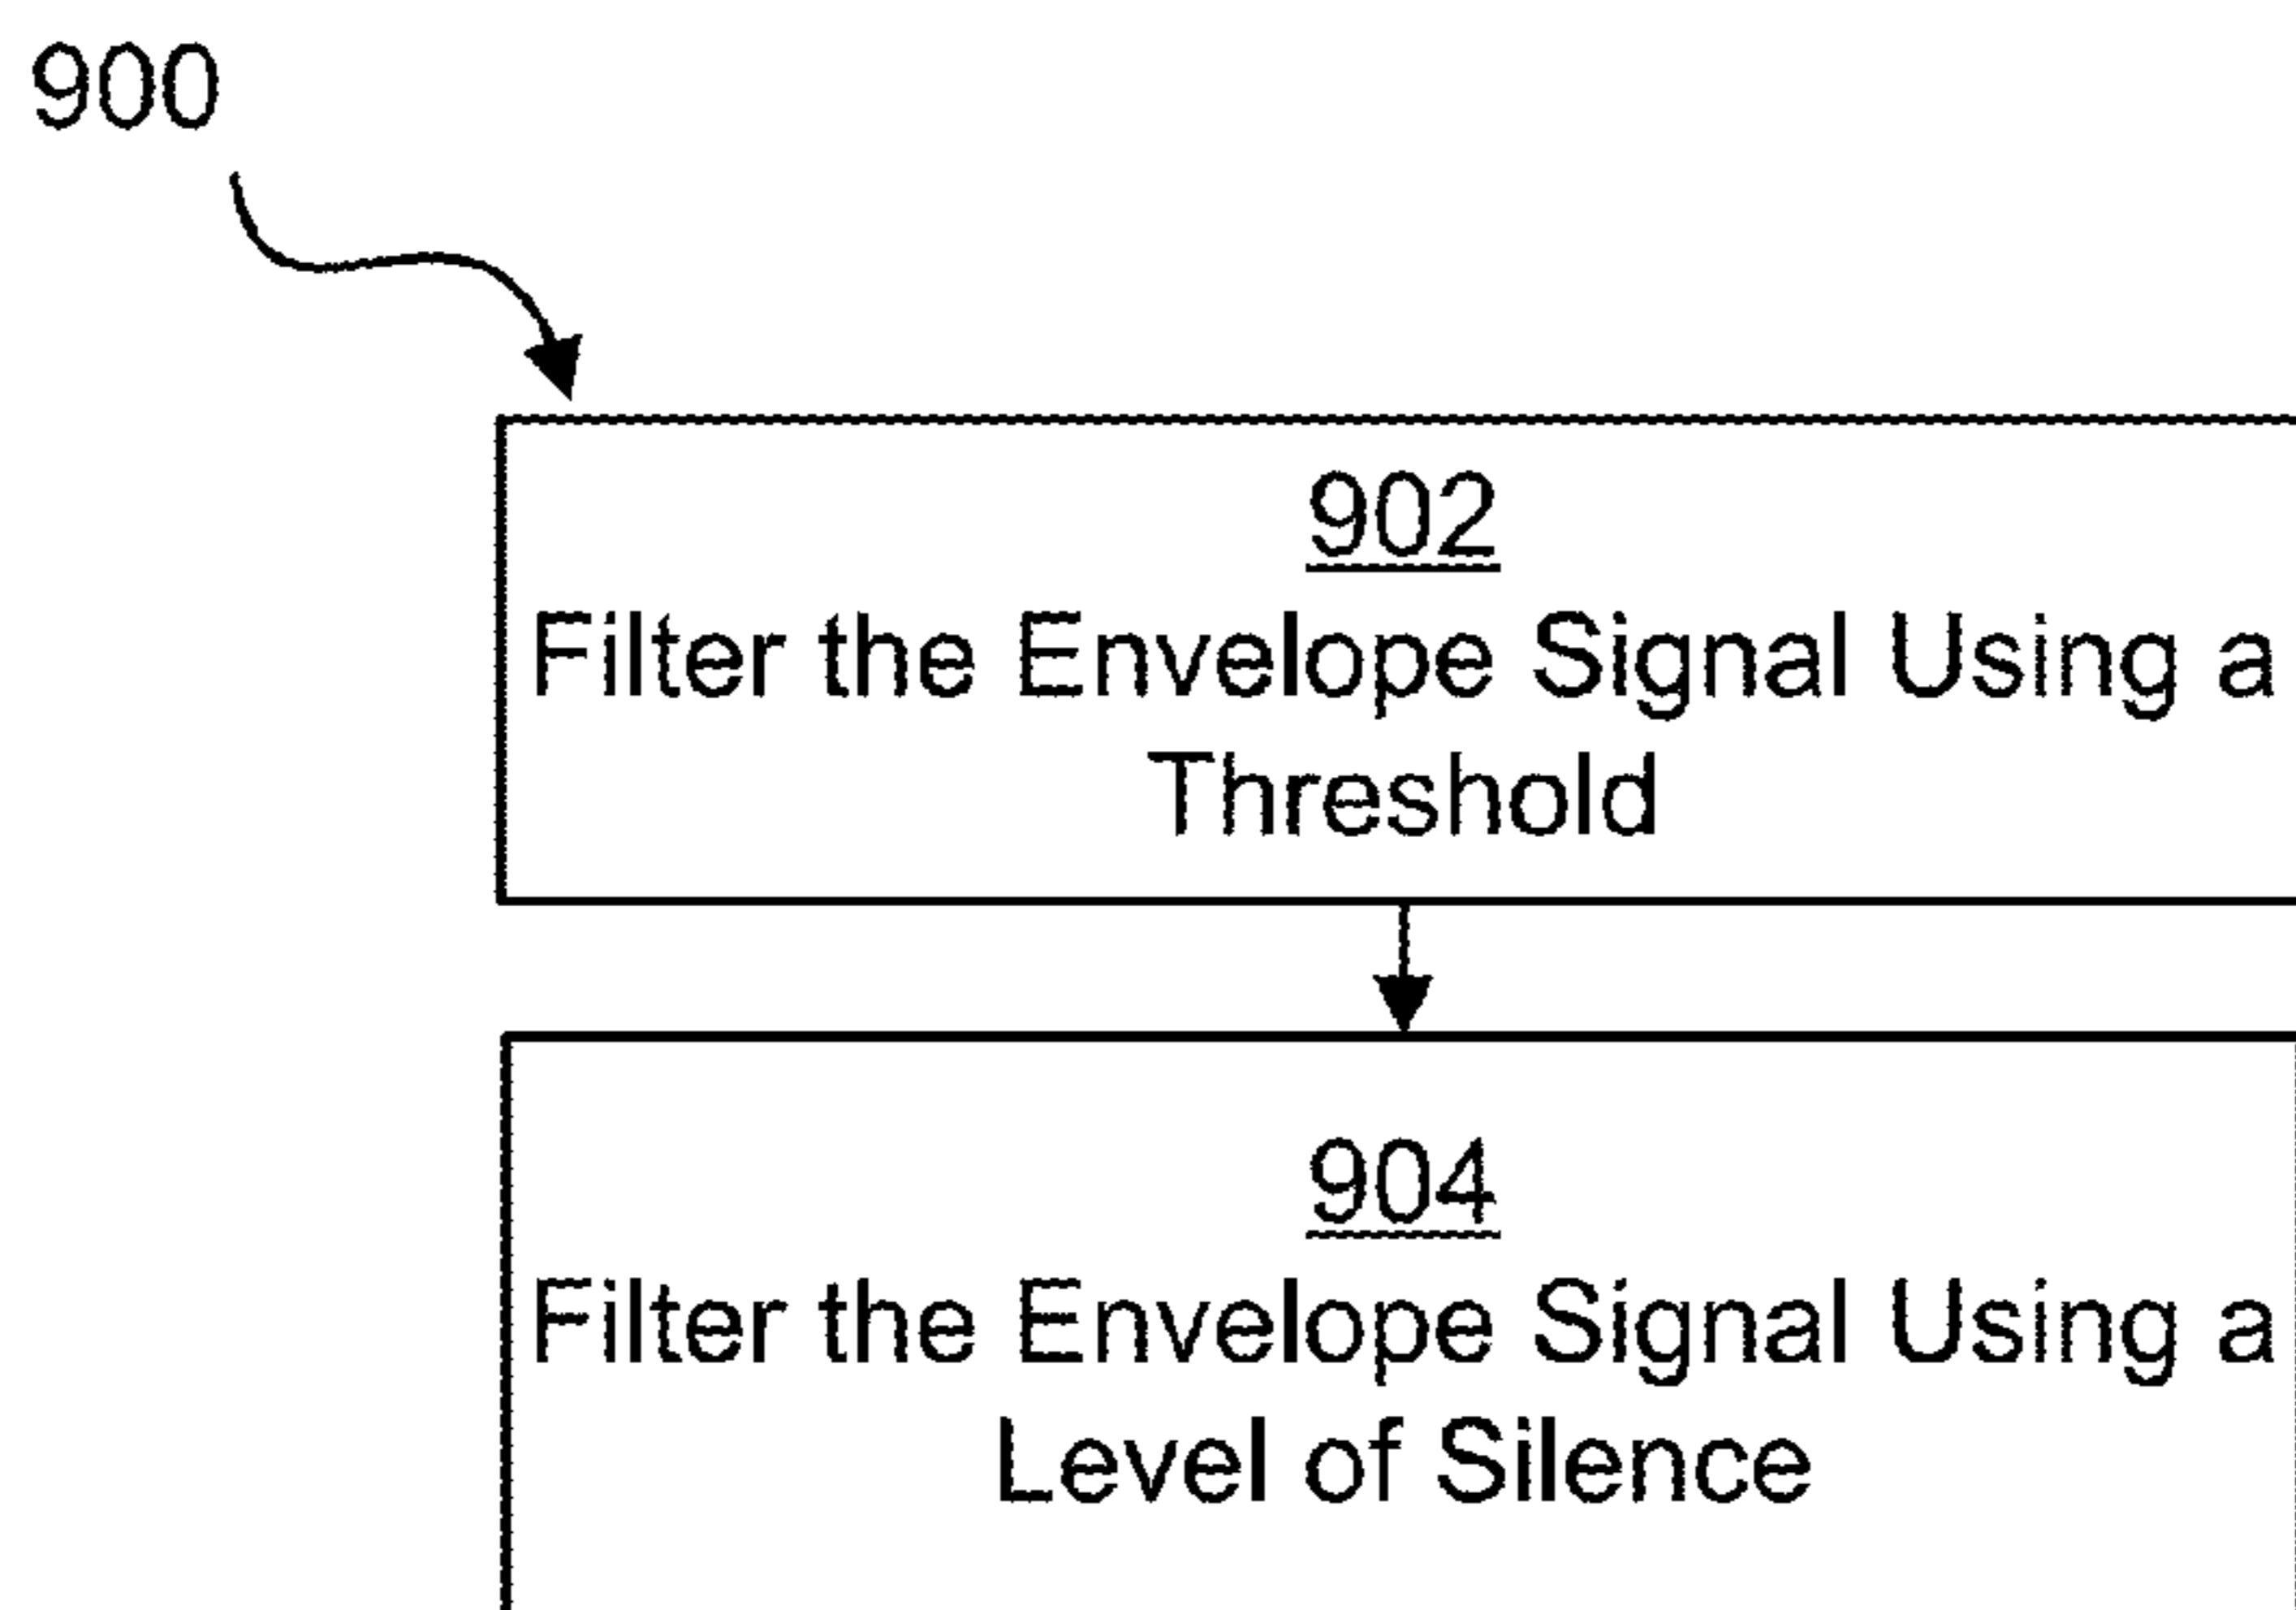 900
902
Filter the Envelope Signal Using a
Threshold
904
Filter the Envelope Signal Using a
Level of Silence